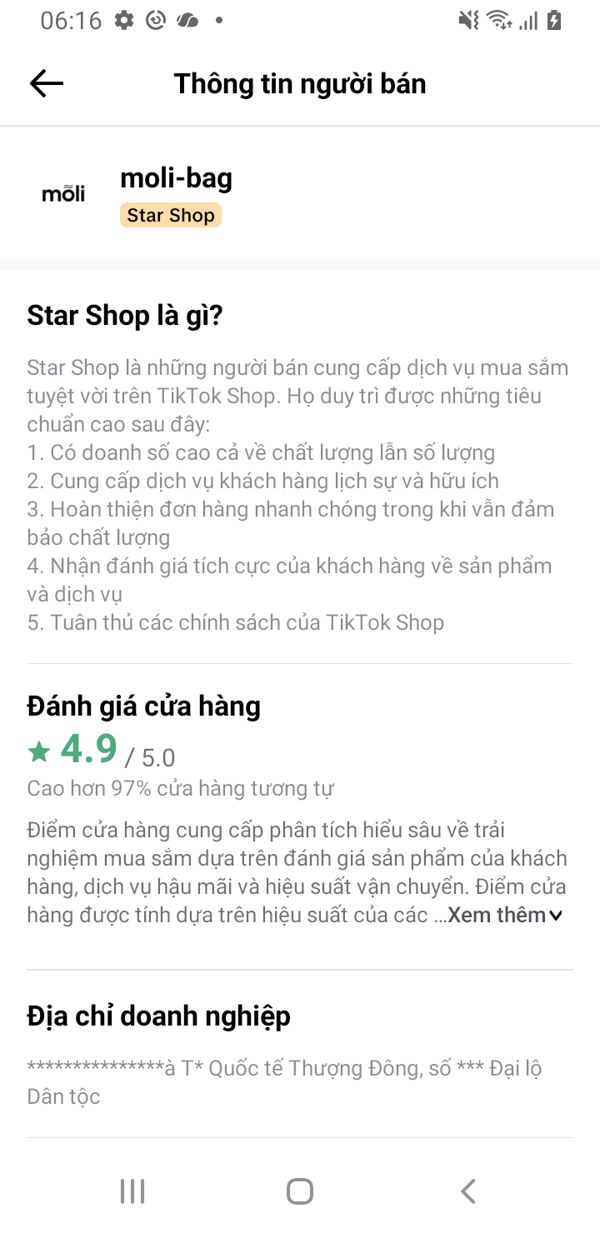 06:16
Thông tin người bán
mōli
moli-bag
Star Shop
Star Shop là gì?
Star Shop là những người bán cung cấp dịch vụ mua sắm
tuyệt vời trên TikTok Shop. Họ duy trì được những tiêu
chuẩn cao sau đây:
1. Có doanh số cao cả về chất lượng lẫn số lượng
2. Cung cấp dịch vụ khách hàng lịch sự và hữu ích
3. Hoàn thiện đơn hàng nhanh chóng trong khi vẫn đảm
bảo chất lượng
4. Nhận đánh giá tích cực của khách hàng về sản phẩm
và dịch vụ
5. Tuân thủ các chính sách của TikTok Shop
Đánh giá cửa hàng
4.9 / 5.0
Cao hơn 97% cửa hàng tương tự
Điểm cửa hàng cung cấp phân tích hiểu sâu về trải
nghiệm mua sắm dựa trên đánh giá sản phẩm của khách
hàng, dịch vụ hậu mãi và hiệu suất vận chuyển. Điểm cửa
hàng được tính dựa trên hiệu suất của các ...Xem thêm
Địa chỉ doanh nghiệp
***************à T* Quốc tế Thượng Đông, số *** Đại lộ
Dân tộc